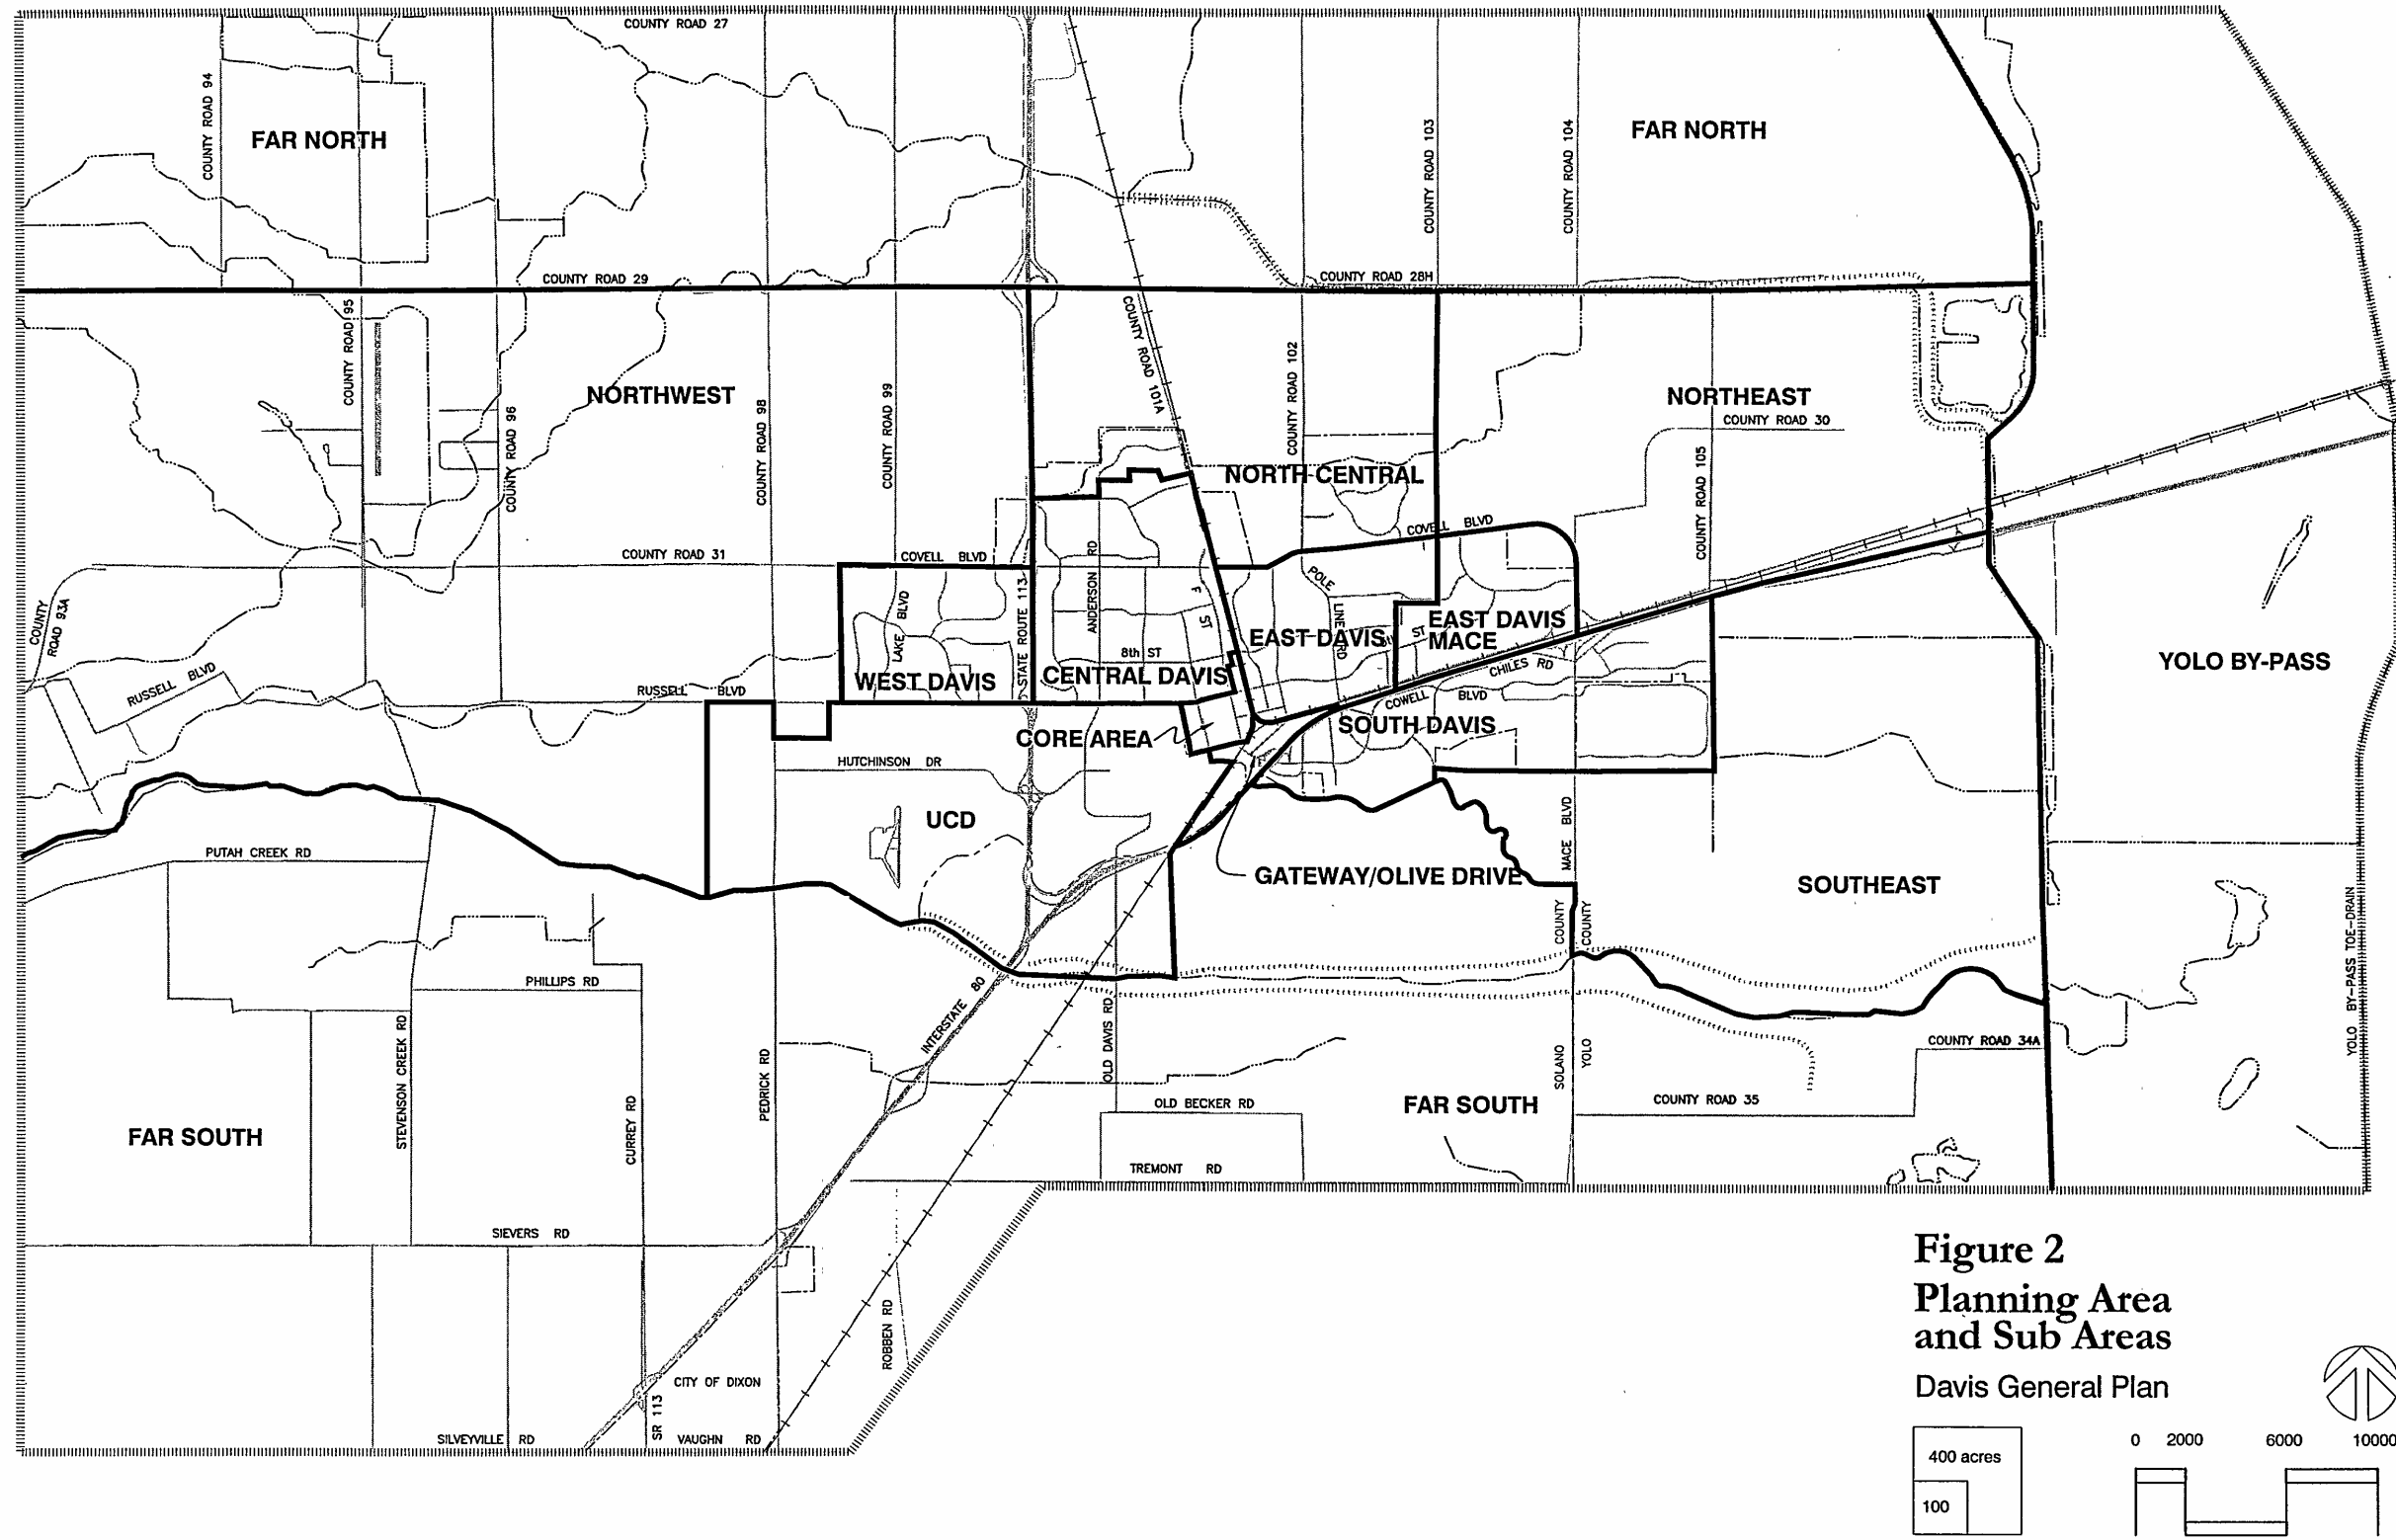 COUNTY ROAD 27
COUNTY ROAD 94
FAR NORTH
COUNTY ROAD 103
COUNTY ROAD 104
FAR NORTH
COUNTY ROAD 29
COUNTY ROAD 28H
COUNTY ROAD 95
COUNTY ROAD 96
NORTHWEST
COUNTY ROAD 98
COUNTY ROAD 99
COUNTY ROAD 101A
COUNTY ROAD 102
NORTHEAST
COUNTY ROAD 30
COUNTY ROAD 105
NORTH CENTRAL
COUNTY ROAD 31
COVELL BLVD
COVELL BLVD
COUNTY
ROAD 93A
RUSSELL BLVD
LAKE BLVD
STATE ROUTE 113
ANDERSON RD
F ST
8th ST
POLE
LINE RD
EAST DAVIS
5th ST
EAST DAVIS
MACE
CHILES RD
WEST DAVIS
CENTRAL DAVIS
RUSSELL BLVD
COWELL BLVD
SOUTH DAVIS
CORE AREA
YOLO BY-PASS
HUTCHINSON DR
UCD
MACE BLVD
GATEWAY/OLIVE DRIVE
SOUTHEAST
PUTAH CREEK RD
COUNTY
COUNTY
YOLO BY-PASS TOE-DRAIN
PHILLIPS RD
INTERSTATE 80
OLD DAVIS RD
SOLANO
YOLO
COUNTY ROAD 34A
STEVENSON CREEK RD
CURREY RD
PEDRICK RD
OLD BECKER RD
FAR SOUTH
COUNTY ROAD 35
FAR SOUTH
TREMONT RD
SIEVERS RD
ROBBEN RD
CITY OF DIXON
SR 113
SILVEYVILLE RD
VAUGHN RD
Figure 2
Planning Area
and Sub Areas
Davis General Plan
400 acres
100
0 2000 6000 10000